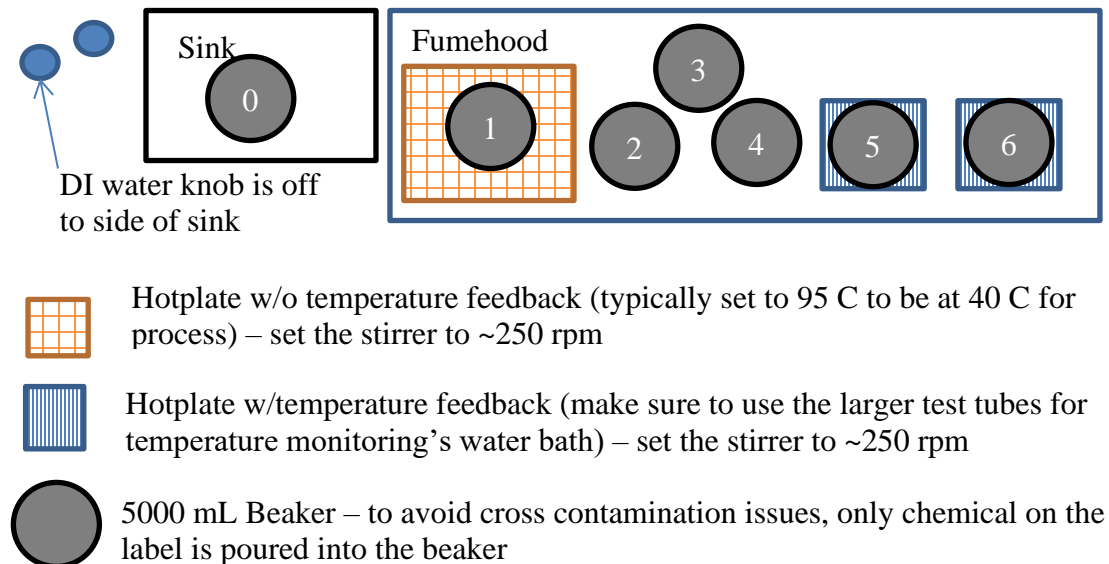 Sink
Fumehood
0
1
2
3
4
5
6
DI water knob is off
to side of sink
Hotplate w/o temperature feedback (typically set to 95 C to be at 40 C for
process) – set the stirrer to ~250 rpm
Hotplate w/temperature feedback (make sure to use the larger test tubes for
temperature monitoring’s water bath) – set the stirrer to ~250 rpm
5000 mL Beaker – to avoid cross contamination issues, only chemical on the
label is poured into the beaker